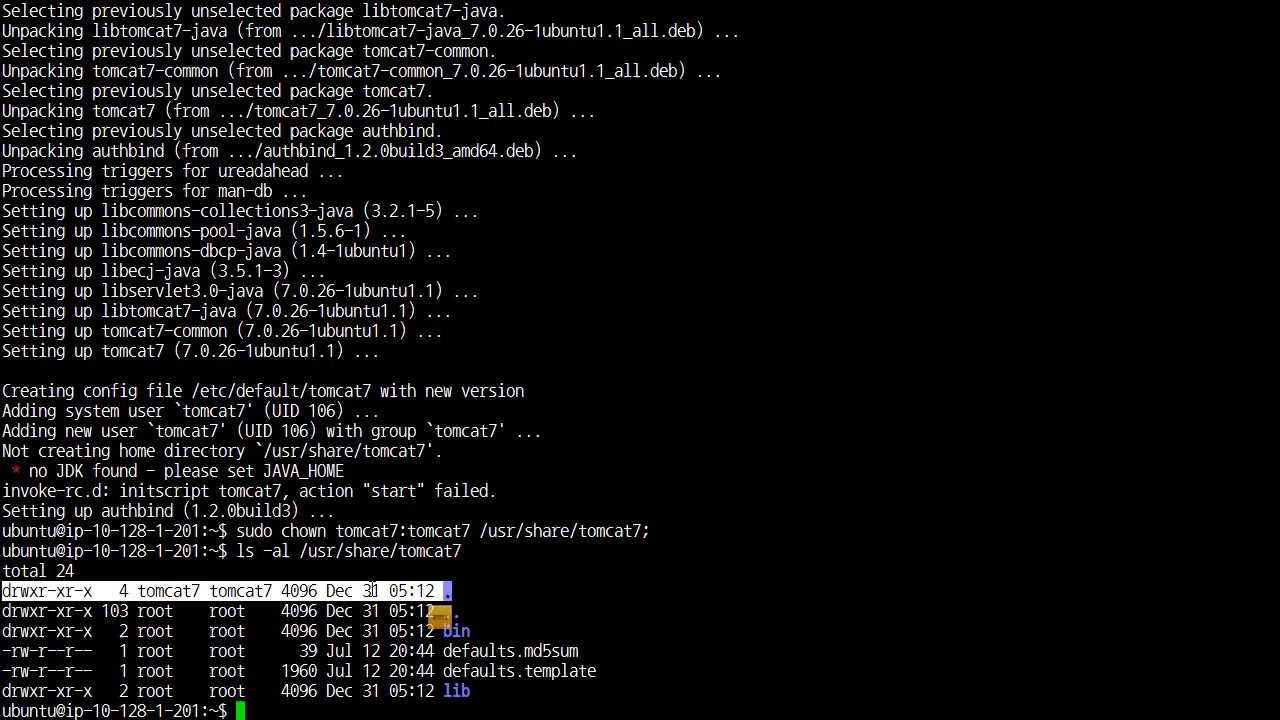 Selecting previously unselected package libtomcat7-java.
Unpacking libtomcat7-java (from .../libtomcat7-java_7.0.26-1ubuntu1.1_all.deb) ...
Selecting previously unselected package tomcat7-common.
Unpacking tomcat7-common (from .../tomcat7-common_7.0.26-1ubuntu1.1_all.deb) ...
Selecting previously unselected package tomcat7.
Unpacking tomcat7 (from .../tomcat7_7.0.26-1ubuntu1.1_all.deb) ...
Selecting previously unselected package authbind.
Unpacking authbind (from .../authbind_1.2.0build3_amd64.deb) ...
Processing triggers for ureadahead ...
Processing triggers for man-db ...
Setting up libcommons-collections3-java (3.2.1-5) ...
Setting up libcommons-pool-java (1.5.6-1) ...
Setting up libcommons-dbcp-java (1.4-1ubuntu1) ...
Setting up libecj-java (3.5.1-3) ...
Setting up libservlet3.0-java (7.0.26-1ubuntu1.1) ...
Setting up libtomcat7-java (7.0.26-1ubuntu1.1) ...
Setting up tomcat7-common (7.0.26-1ubuntu1.1) ...
Setting up tomcat7 (7.0.26-1ubuntu1.1) ...
Creating config file /etc/default/tomcat7 with new version
Adding system user `tomcat7' (UID 106) ...
Adding new user `tomcat7' (UID 106) with group `tomcat7' ...
Not creating home directory `/usr/share/tomcat7'.
 * no JDK found - please set JAVA_HOME
invoke-rc.d: initscript tomcat7, action "start" failed.
Setting up authbind (1.2.0build3) ...
ubuntu@ip-10-128-1-201:~$ sudo chown tomcat7:tomcat7 /usr/share/tomcat7;
ubuntu@ip-10-128-1-201:~$ ls -al /usr/share/tomcat7
total 24
drwxr-xr-x   4 tomcat7 tomcat7 4096 Dec 31 05:12 .
drwxr-xr-x 103 root    root    4096 Dec 31 05:12 ..
drwxr-xr-x   2 root    root    4096 Dec 31 05:12 bin
-rw-r--r--   1 root    root      39 Jul 12 20:44 defaults.md5sum
-rw-r--r--   1 root    root    1960 Jul 12 20:44 defaults.template
drwxr-xr-x   2 root    root    4096 Dec 31 05:12 lib
ubuntu@ip-10-128-1-201:~$